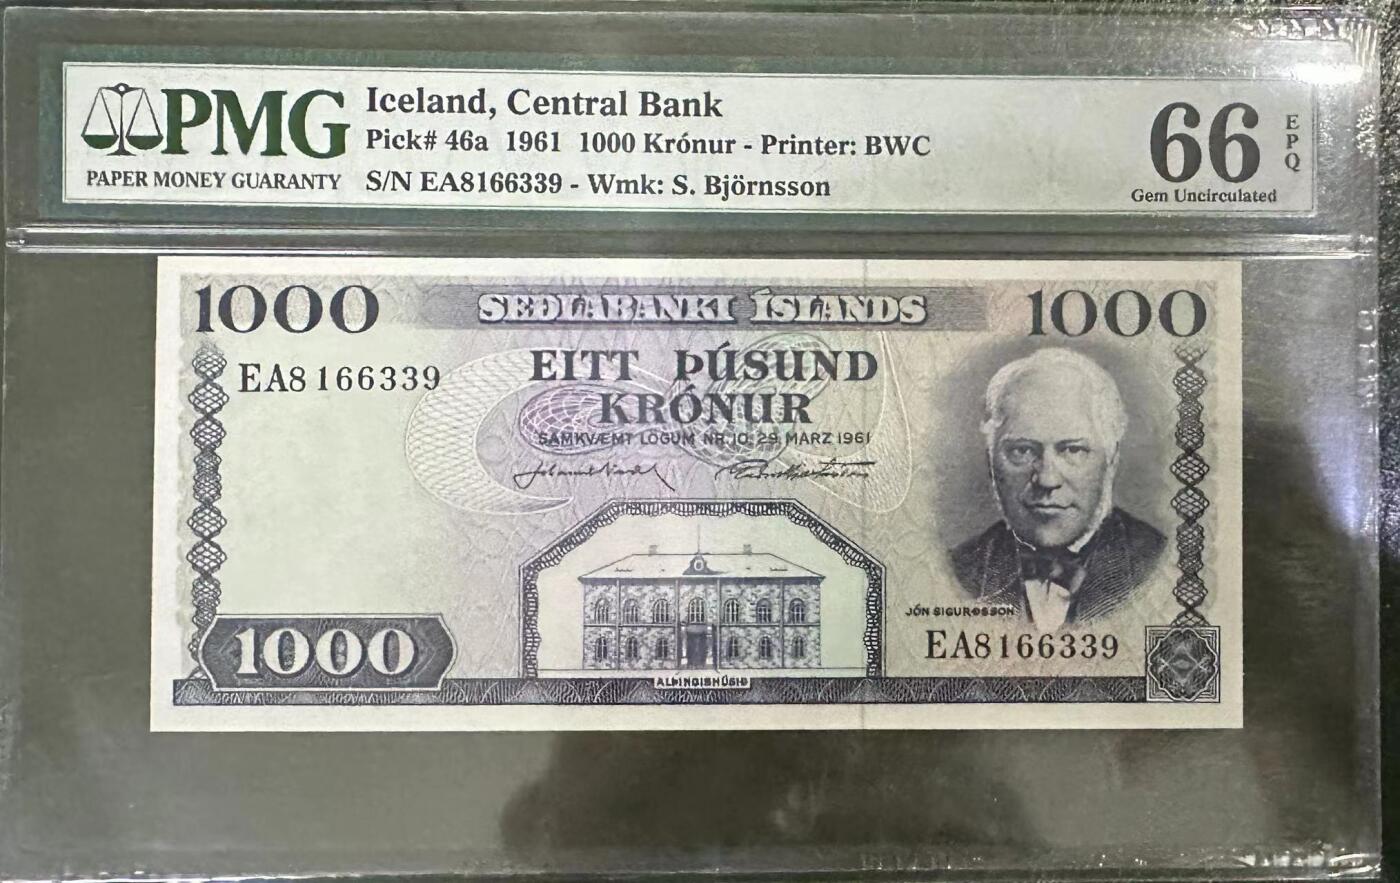 PMG
PAPER MONEY GUARANTY
Iceland, Central Bank
Pick# 46a 1961 1000 Krónur - Printer: BWC
S/N EA8166339 - Wmk: S. Björnsson
66
EPQ
Gem Uncirculated
1000 SEÐLABANKI ÍSLANDS 1000
EA8166339
EITT ÞÚSUND
KRÓNUR
SAMKVÆMT LÖGUM NR. 10, 29. MARZ 1961
JÓN SIGURÐSSON
EA8166339
1000
ALÞINGISHÚSIÐ